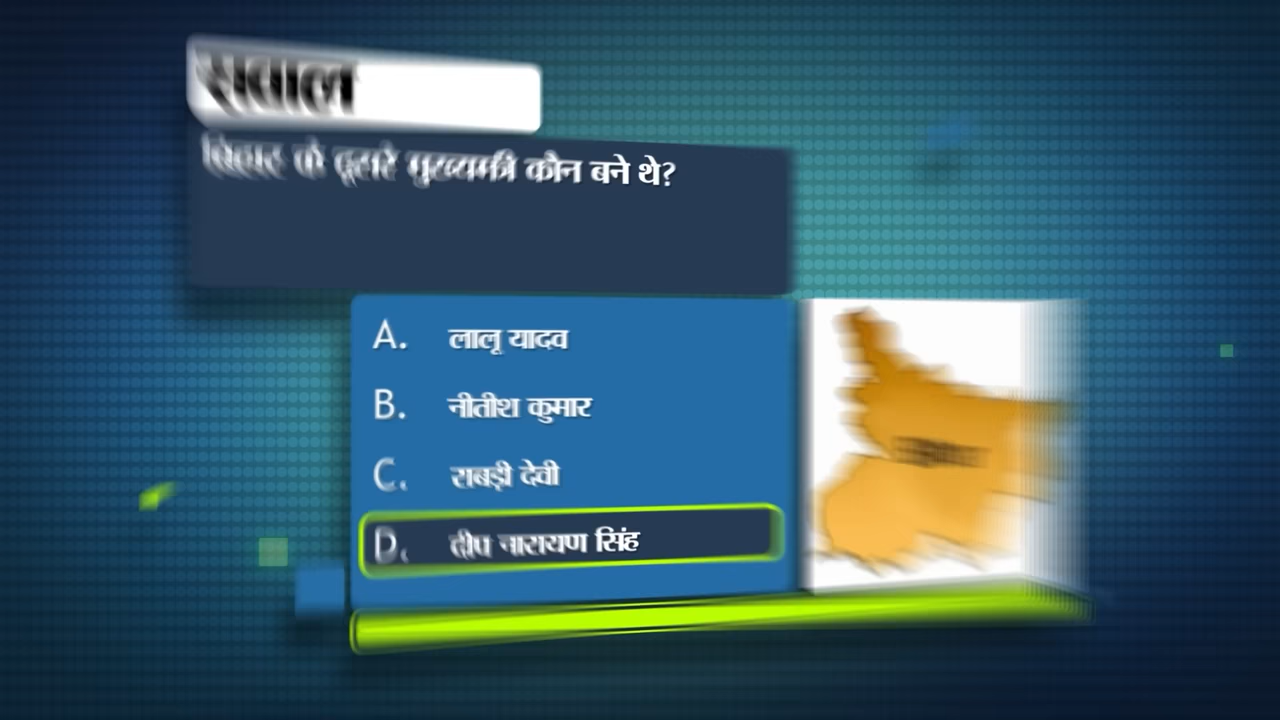 सवाल
बिहार के दूसरे मुख्यमंत्री कौन बने थे?
A. लालू यादव
B. नीतीश कुमार
C. राबड़ी देवी
D. दीप नारायण सिंह